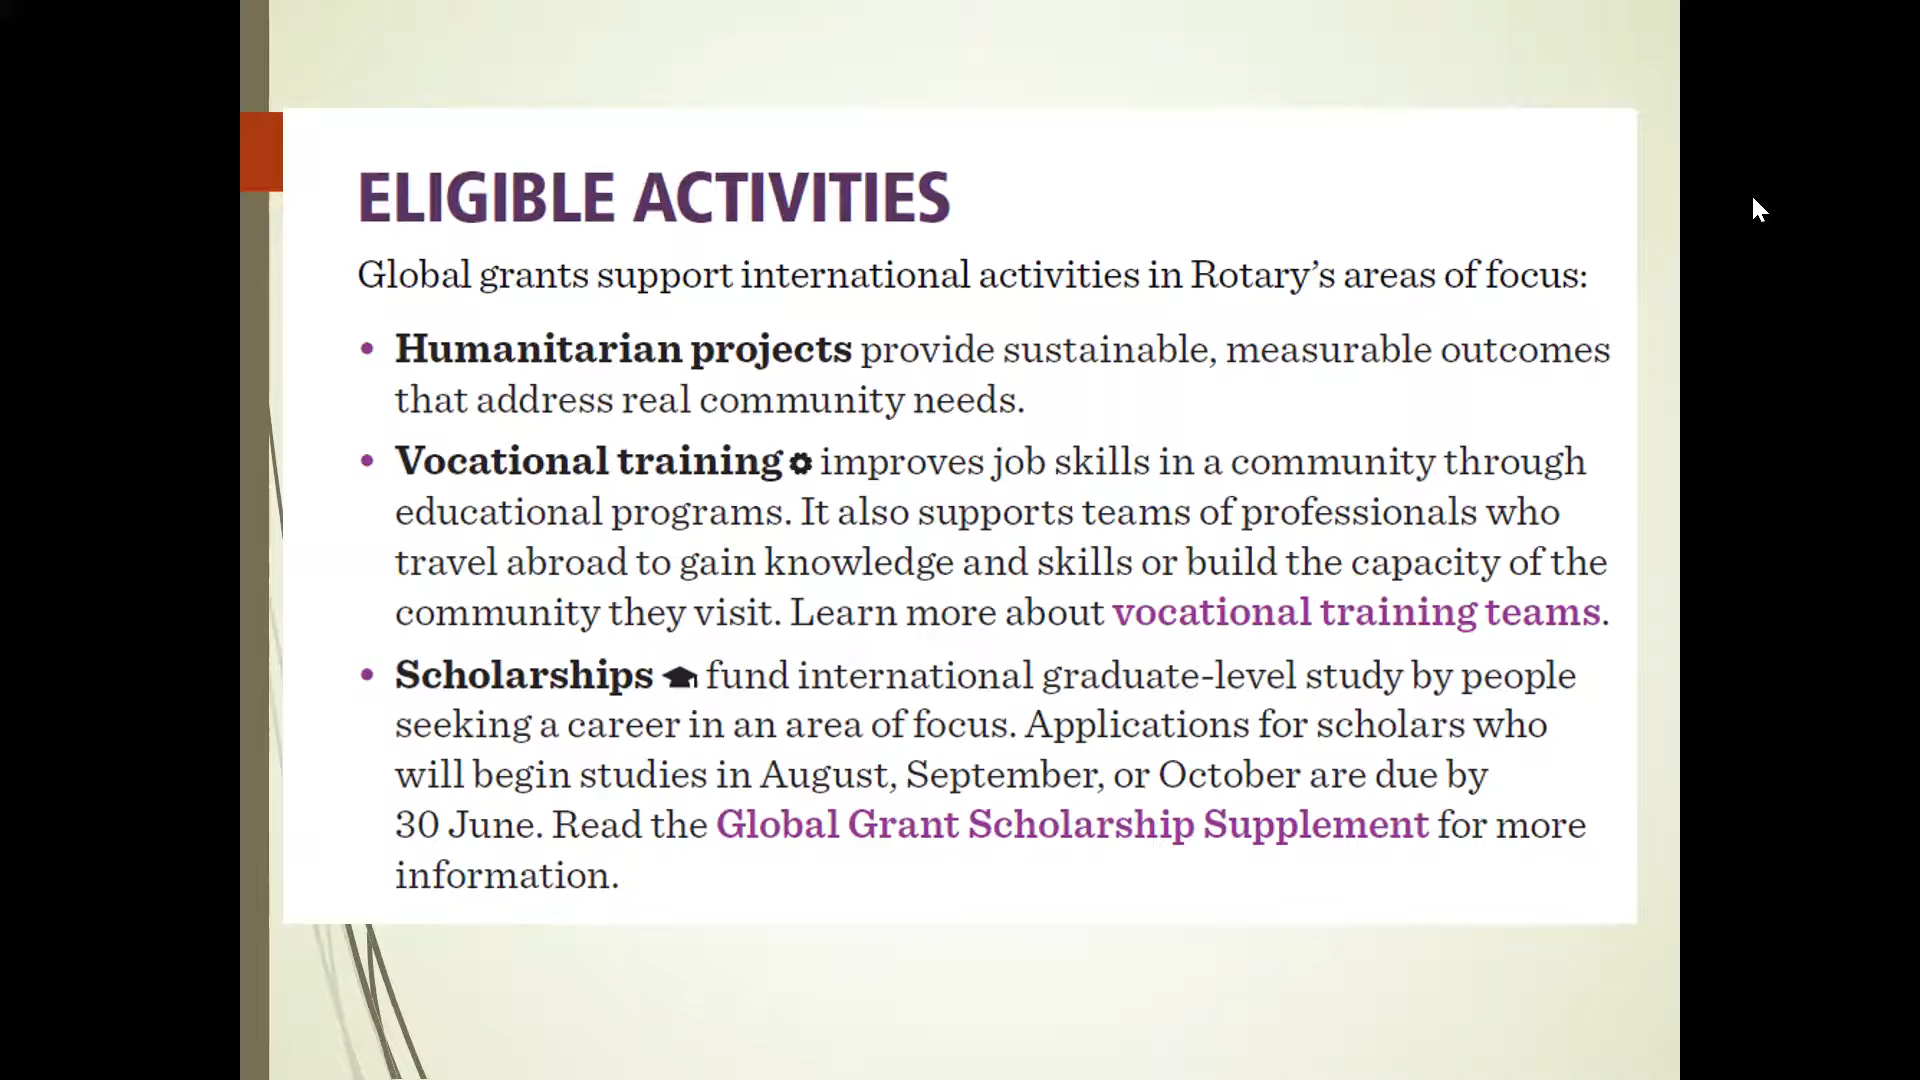 ELIGIBLE ACTIVITIES
Global grants support international activities in Rotary’s areas of focus:
• Humanitarian projects provide sustainable, measurable outcomes
that address real community needs.
• Vocational training improves job skills in a community through
educational programs. It also supports teams of professionals who
travel abroad to gain knowledge and skills or build the capacity of the
community they visit. Learn more about vocational training teams.
• Scholarships fund international graduate-level study by people
seeking a career in an area of focus. Applications for scholars who
will begin studies in August, September, or October are due by
30 June. Read the Global Grant Scholarship Supplement for more
information.